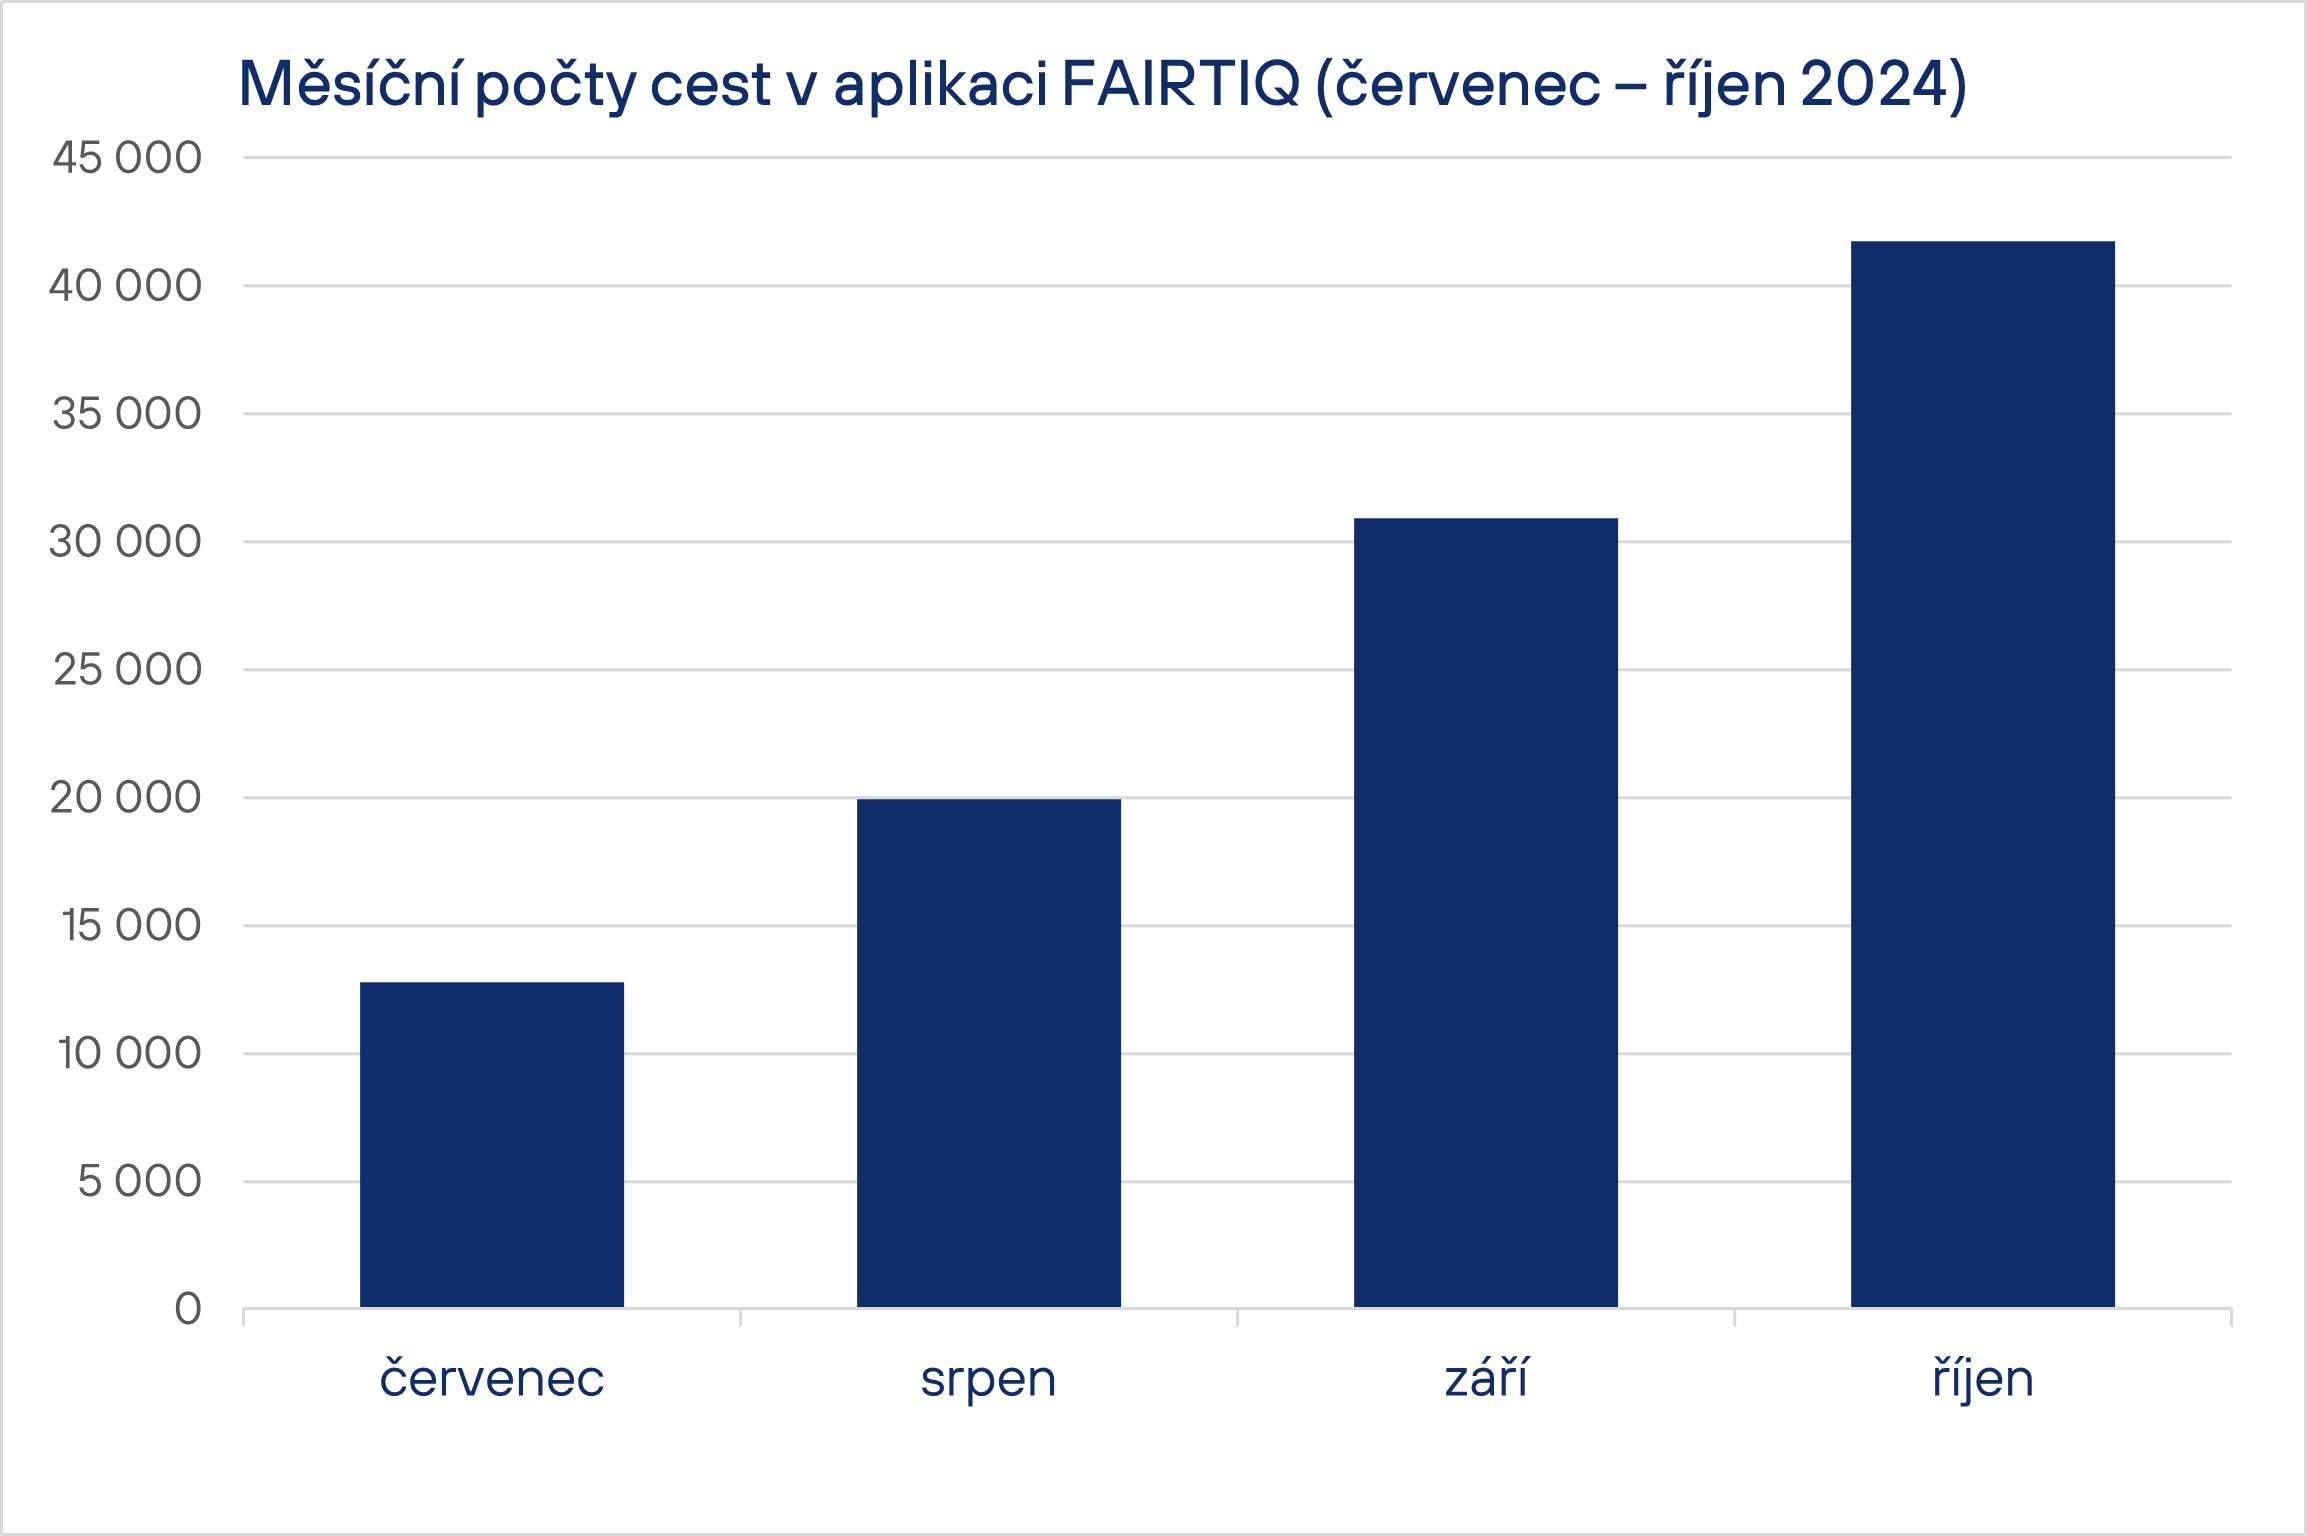 Měsíční počty cest v aplikaci FAIRTIQ (červenec – říjen 2024)
45 000
40 000
35 000
30 000
25 000
20 000
15 000
10 000
5 000
0
červenec
srpen
září
říjen